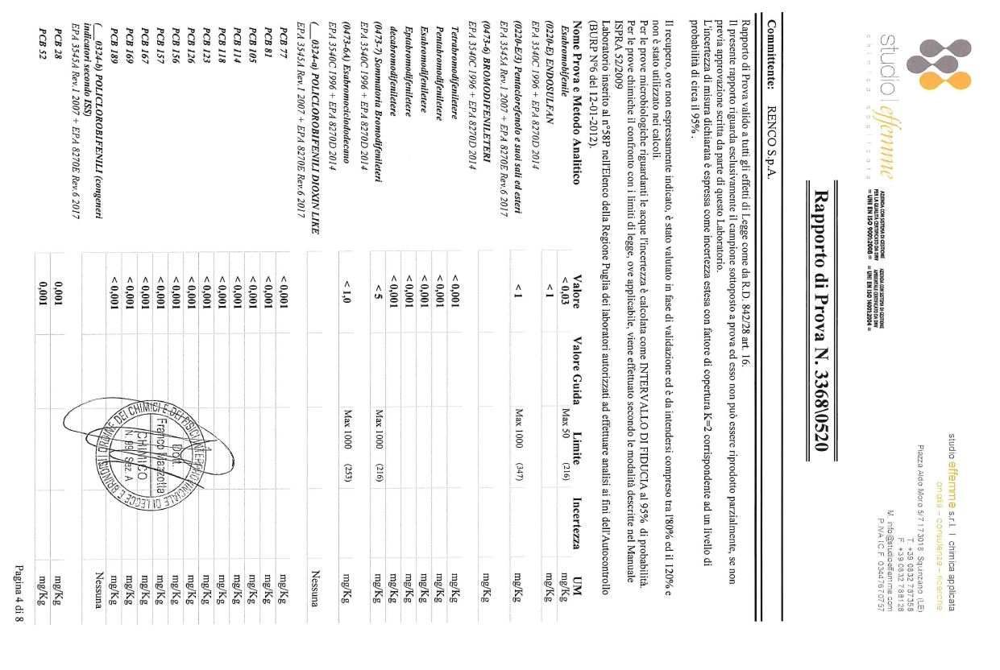 studio effemme
chimica applicata
AZIENDA CON SISTEMA DI GESTIONE
PER LA QUALITÀ CERTIFICATO DA DNV
= UNI EN ISO 9001:2008 =
AZIENDA CON SISTEMA DI GESTIONE
AMBIENTALE CERTIFICATO DA DNV
= UNI EN ISO 14001:2004 =
studio effemme s.r.l. I chimica applicata
analisi – consulenze – ricerche
Piazza Aldo Moro 5/7 I 73018 Squinzano (LE)
T. +39 0832 787358
F. +39 0832 788128
M. info@studioeffemme.com
P.IVA IC.F. 03447670757
Rapporto di Prova N. 3368\0520
Committente: RENCO S.p.A.
Rapporto di Prova valido a tutti gli effetti di Legge come da R.D. 842/28 art. 16.
Il presente rapporto riguarda esclusivamente il campione sottoposto a prova ed esso non può essere riprodotto parzialmente, se non
previa approvazione scritta da parte di questo Laboratorio.
L'incertezza di misura dichiarata è espressa come incertezza estesa con fattore di copertura K=2 corrispondente ad un livello di
probabilità di circa il 95%.
Il recupero, ove non espressamente indicato, è stato valutato in fase di validazione ed è da intendersi compreso tra l'80% ed il 120% e
non è stato utilizzato nei calcoli.
Per le prove microbiologiche riguardanti le acque l'incertezza è calcolata come INTERVALLO DI FIDUCIA al 95% di probabilità.
Per le prove chimiche il confronto con i limiti di legge, ove applicabile, viene effettuato secondo le modalità descritte nel Manuale
ISPRA 52/2009
Laboratorio inserito al n°58P nell'Elenco della Regione Puglia dei laboratori autorizzati ad effettuare analisi ai fini dell'Autocontrollo
(BURP N°6 del 12-01-2012).
Nome Prova e Metodo Analitico Valore Valore Guida Limite Incertezza UM
Esabromobifenile < 0,03 Max 50 (216) mg/Kg
(0220-E) ENDOSULFAN < 1 mg/Kg
EPA 3540C 1996 + EPA 8270D 2014
(0220-E/3) Pentaclorofenolo e suoi sali ed esteri < 1 Max 1000 (347) mg/Kg
EPA 3545A Rev.1 2007 + EPA 8270E Rev.6 2017
(0473-6) BROMODIFENILETERI mg/Kg
EPA 3540C 1996 + EPA 8270D 2014
Tetrabromodifeniletere < 0,001 mg/Kg
Pentabromodifeniletere < 0,001 mg/Kg
Esabromodifeniletere < 0,001 mg/Kg
Eptabromodifeniletere < 0,001 mg/Kg
decabromodifeniletere < 0,001 mg/Kg
(0473-7) Sommatoria Bromodifenileteri < 5 Max 1000 (216) mg/Kg
EPA 3540C 1996 + EPA 8270D 2014
(0473-6A) Esabromociclododecano < 1,0 Max 1000 (253) mg/Kg
EPA 3540C 1996 + EPA 8270D 2014
(__0324-a) POLICLOROBIFENILI DIOXIN LIKE Nessuna
EPA 3545A Rev.1 2007 + EPA 8270E Rev.6 2017
PCB 77 < 0,001 mg/Kg
PCB 81 < 0,001 mg/Kg
PCB 105 < 0,001 mg/Kg
PCB 114 < 0,001 mg/Kg
PCB 118 < 0,001 mg/Kg
PCB 123 < 0,001 mg/Kg
PCB 126 < 0,001 mg/Kg
PCB 156 < 0,001 mg/Kg
PCB 157 < 0,001 mg/Kg
PCB 167 < 0,001 mg/Kg
PCB 169 < 0,001 mg/Kg
PCB 189 < 0,001 mg/Kg
(__0324-b) POLICLOROBIFENILI (congeneri Nessuna
indicatori secondo ISS)
EPA 3545A Rev.1 2007 + EPA 8270E Rev.6 2017
PCB 28 0,001 mg/Kg
PCB 52 0,001 mg/Kg
ORDINE DEI CHIMICI E DEI FISICI INTERPROVINCIALE DI LECCE E BRINDISI
Dott.
Franco Mazzotta
CHIMICO
N. 99 Sez A
Pagina 4 di 8